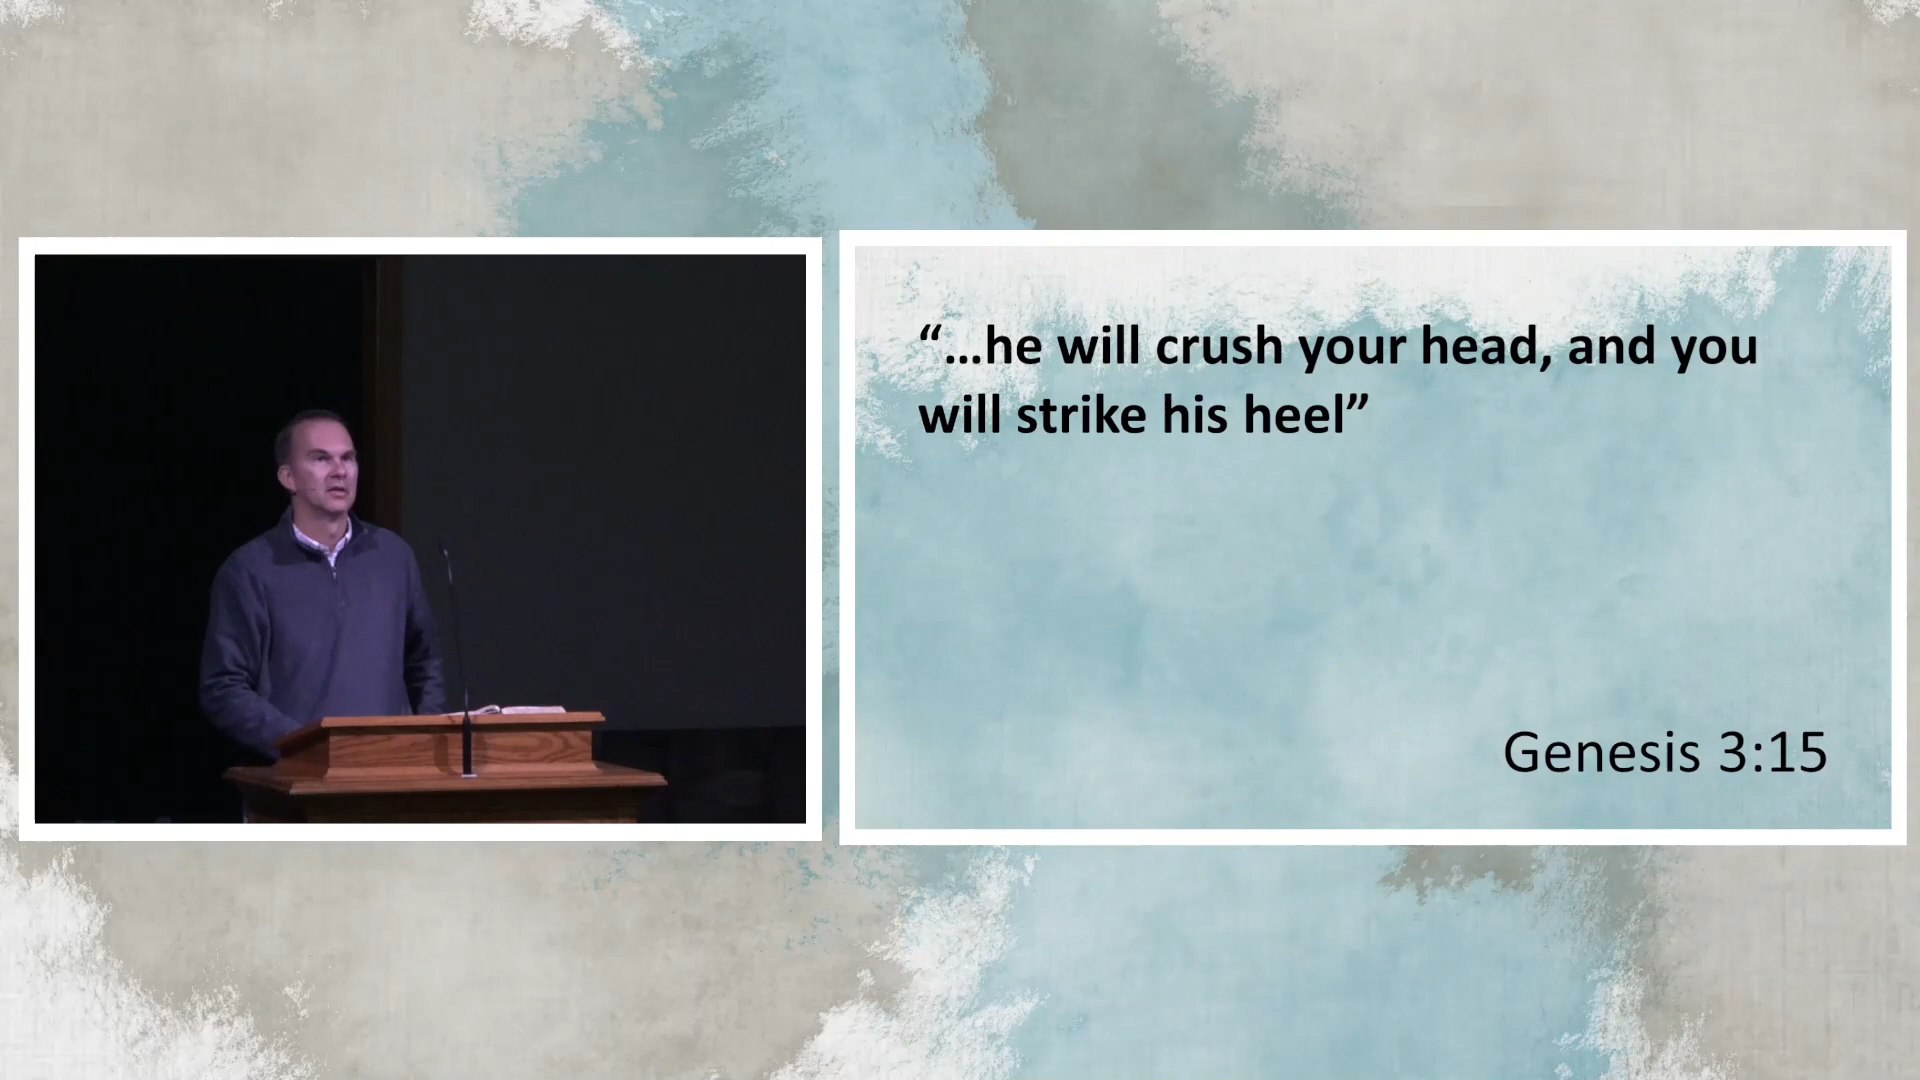 “...he will crush your head, and you
will strike his heel”
Genesis 3:15